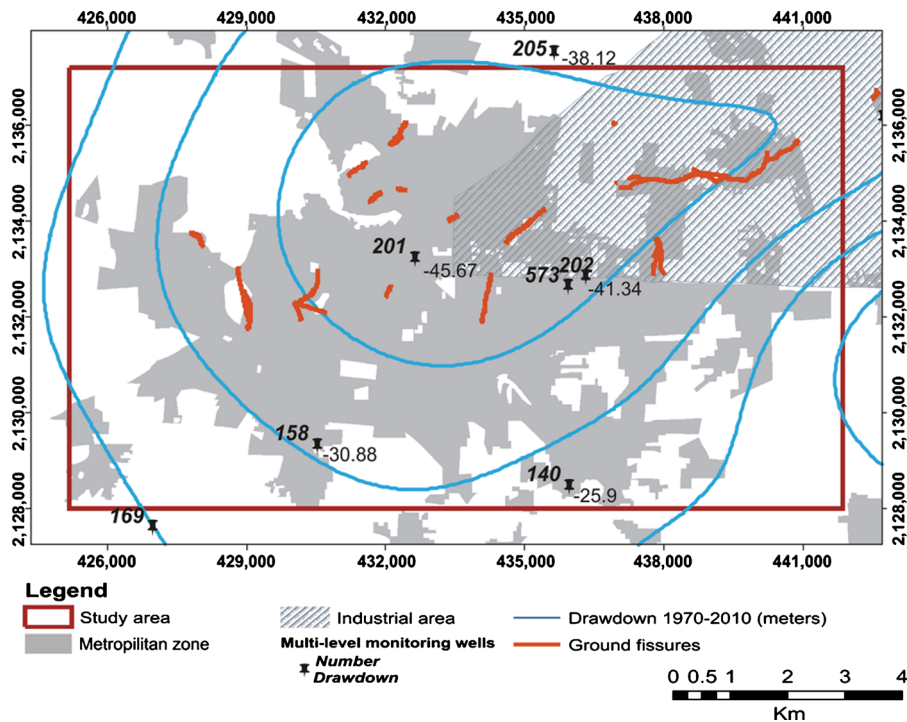 426,000 429,000 432,000 435,000 438,000 441,000
205
-38.12
2,136,000 2,136,000
2,134,000 2,134,000
201
-45.67
573 202
-41.34
2,132,000 2,132,000
2,130,000 2,130,000
158
-30.88
140
-25.9
2,128,000 2,128,000
169
426,000 429,000 432,000 435,000 438,000 441,000
Legend
Study area
Metropilitan zone
Industrial area
Multi-level monitoring wells
Number
Drawdown
Drawdown 1970-2010 (meters)
Ground fissures
0 0.5 1 2 3 4
Km